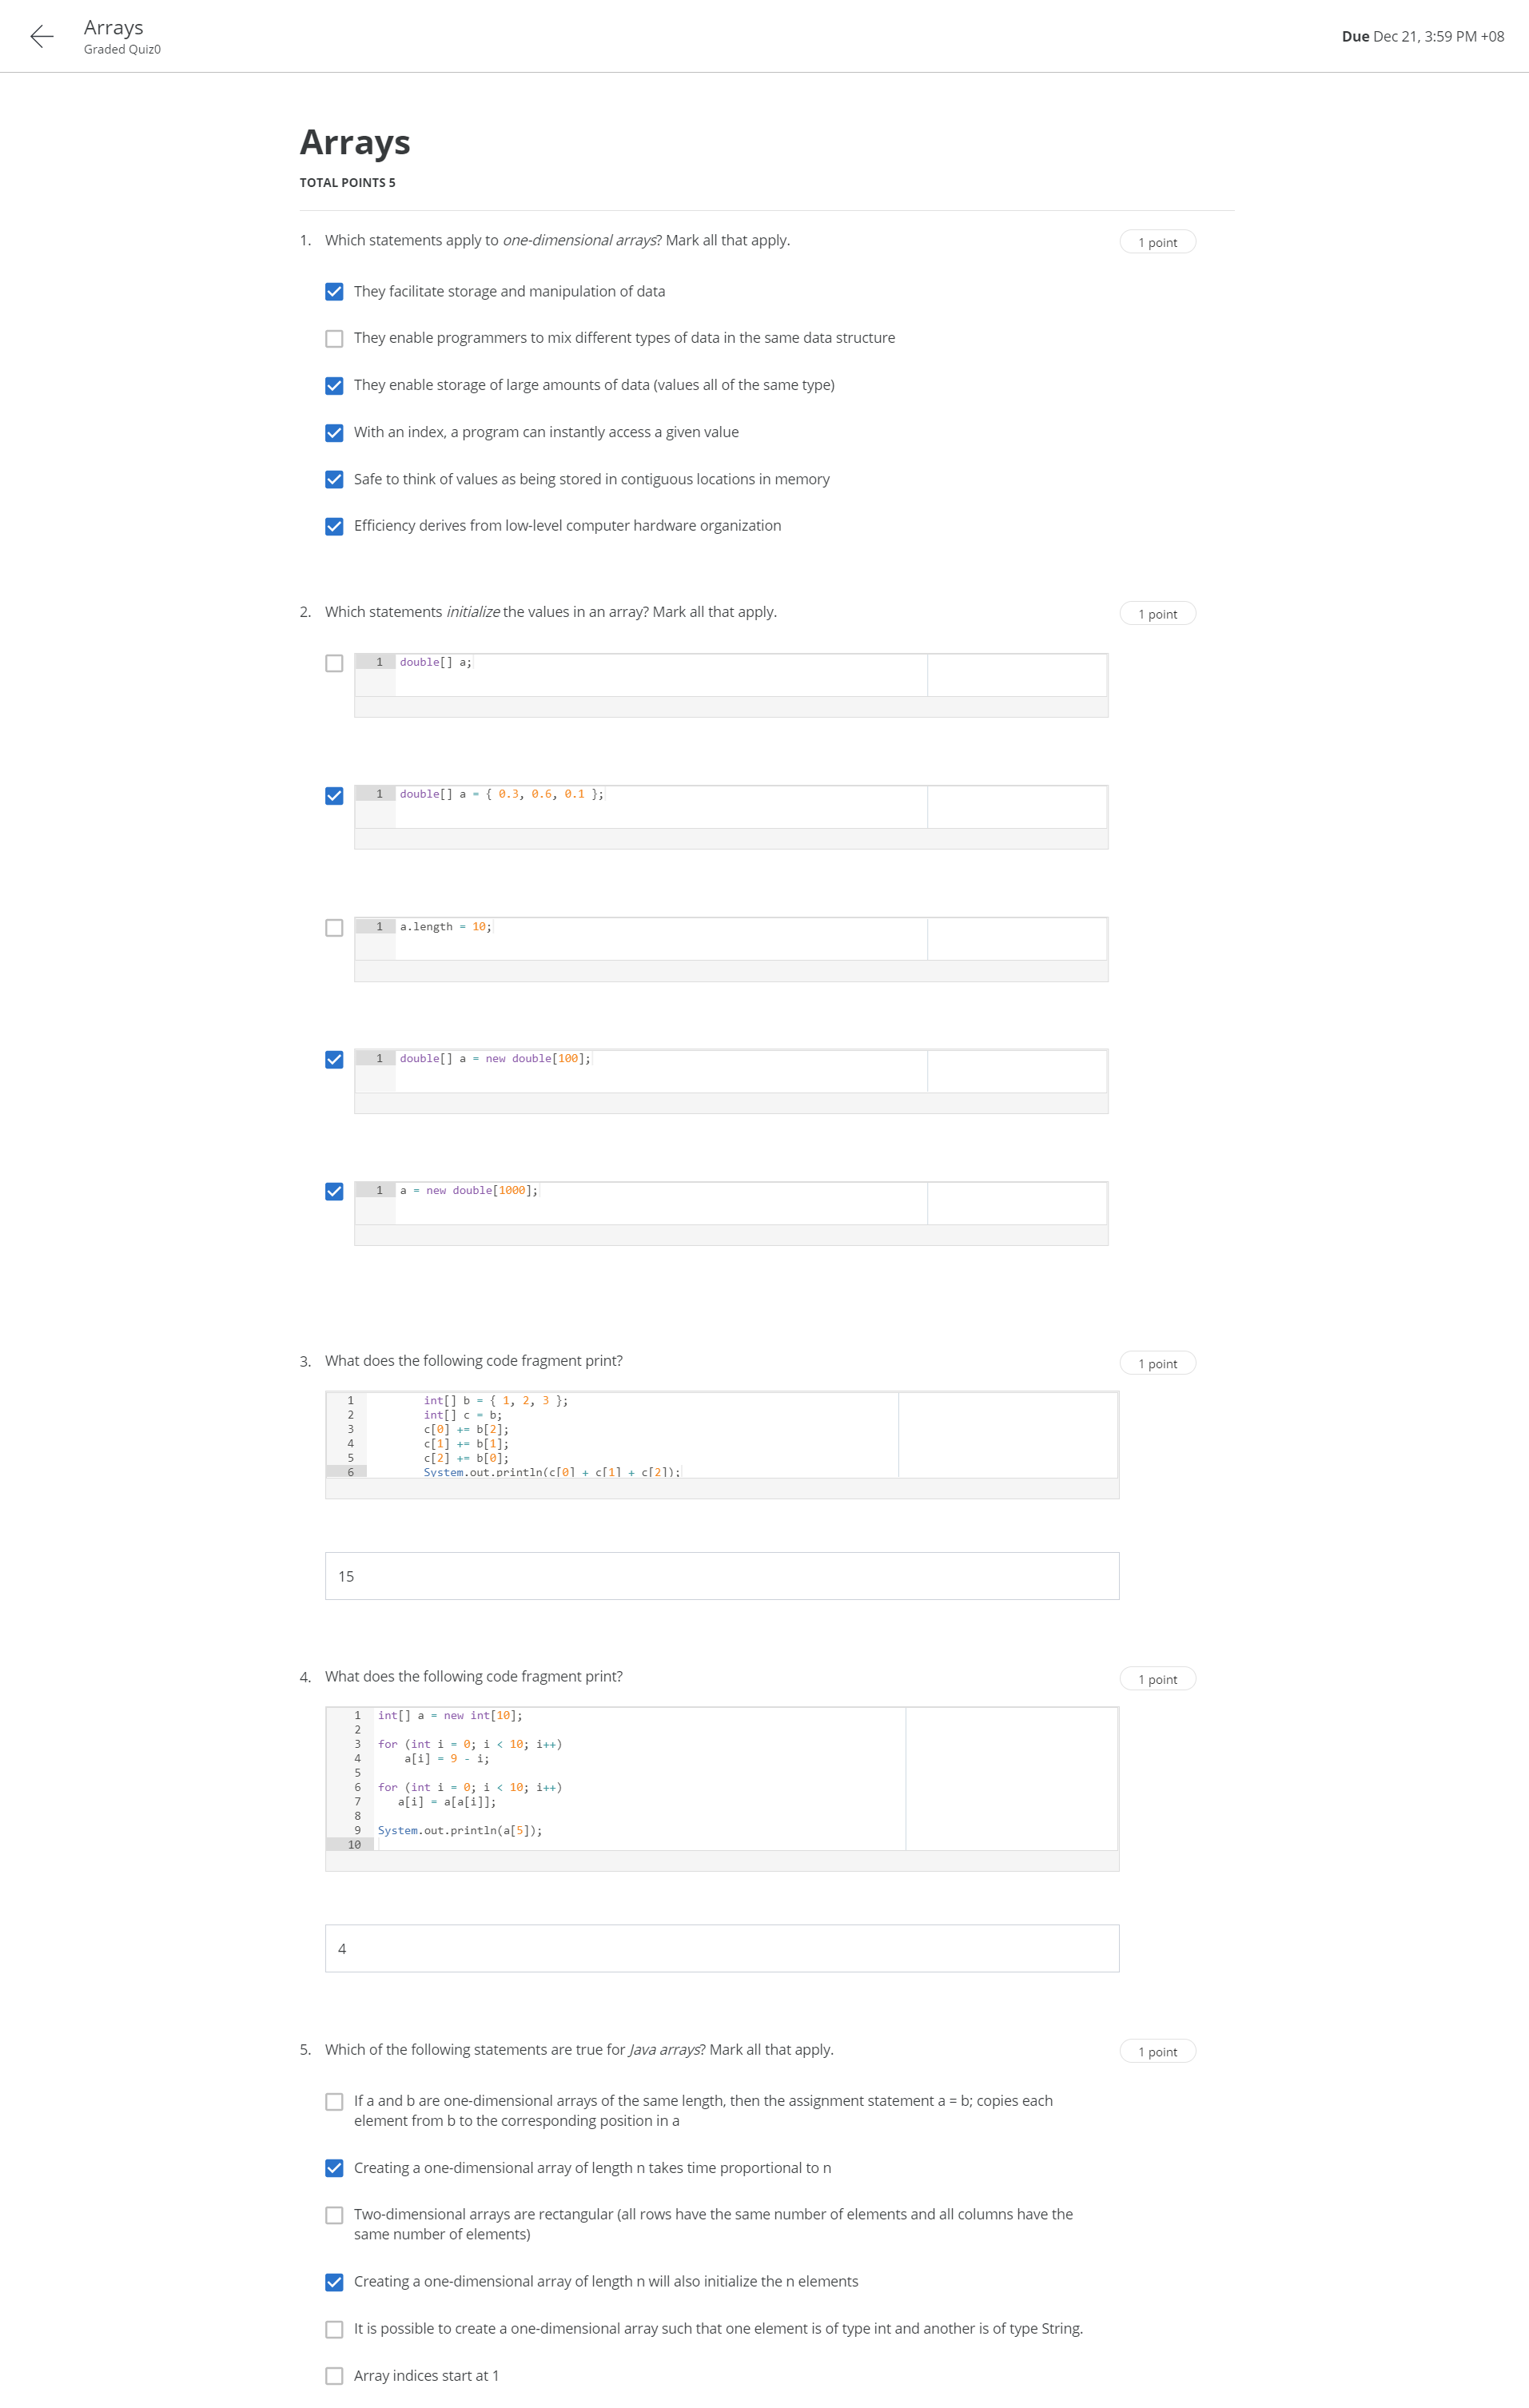 Arrays
Graded Quiz0
Due Dec 21, 3:59 PM +08
Arrays
TOTAL POINTS 5
1. Which statements apply to one-dimensional arrays? Mark all that apply.
1 point
They facilitate storage and manipulation of data
They enable programmers to mix different types of data in the same data structure
They enable storage of large amounts of data (values all of the same type)
With an index, a program can instantly access a given value
Safe to think of values as being stored in contiguous locations in memory
Efficiency derives from low-level computer hardware organization
2. Which statements initialize the values in an array? Mark all that apply.
1 point
1 double[] a;
1 double[] a = { 0.3, 0.6, 0.1 };
1 a.length = 10;
1 double[] a = new double[100];
1 a = new double[1000];
3. What does the following code fragment print?
1 point
1 int[] b = { 1, 2, 3 };
2 int[] c = b;
3 c[0] += b[2];
4 c[1] += b[1];
5 c[2] += b[0];
6 System.out.println(c[0] + c[1] + c[2]);
15
4. What does the following code fragment print?
1 point
1 int[] a = new int[10];
2
3 for (int i = 0; i < 10; i++)
4 a[i] = 9 - i;
5
6 for (int i = 0; i < 10; i++)
7 a[i] = a[a[i]];
8
9 System.out.println(a[5]);
10
4
5. Which of the following statements are true for Java arrays? Mark all that apply.
1 point
If a and b are one-dimensional arrays of the same length, then the assignment statement a = b; copies each
element from b to the corresponding position in a
Creating a one-dimensional array of length n takes time proportional to n
Two-dimensional arrays are rectangular (all rows have the same number of elements and all columns have the
same number of elements)
Creating a one-dimensional array of length n will also initialize the n elements
It is possible to create a one-dimensional array such that one element is of type int and another is of type String.
Array indices start at 1